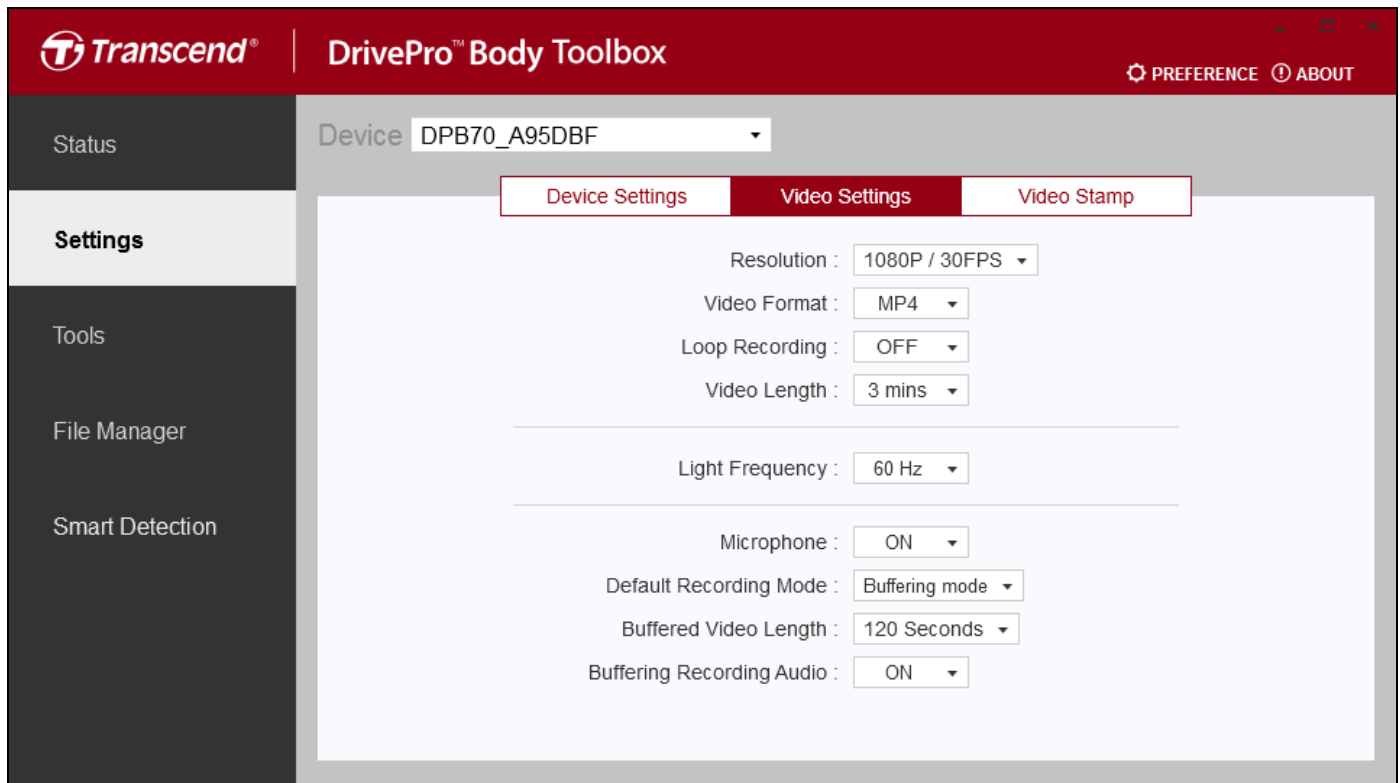 Transcend® DrivePro™ Body Toolbox
PREFERENCE ABOUT
Status
Settings
Tools
File Manager
Smart Detection
Device DPB70_A95DBF
Device Settings Video Settings Video Stamp
Resolution : 1080P / 30FPS
Video Format : MP4
Loop Recording : OFF
Video Length : 3 mins
Light Frequency : 60 Hz
Microphone : ON
Default Recording Mode : Buffering mode
Buffered Video Length : 120 Seconds
Buffering Recording Audio : ON